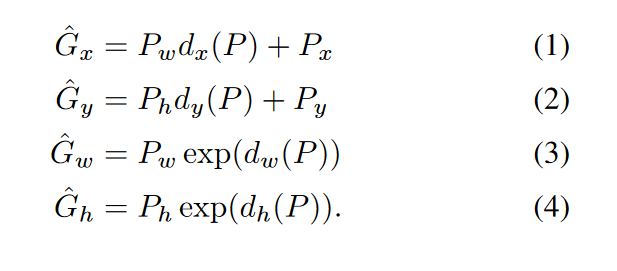 Ĝ_x = P_w d_x(P) + P_x (1)
Ĝ_y = P_h d_y(P) + P_y (2)
Ĝ_w = P_w exp(d_w(P)) (3)
Ĝ_h = P_h exp(d_h(P)). (4)